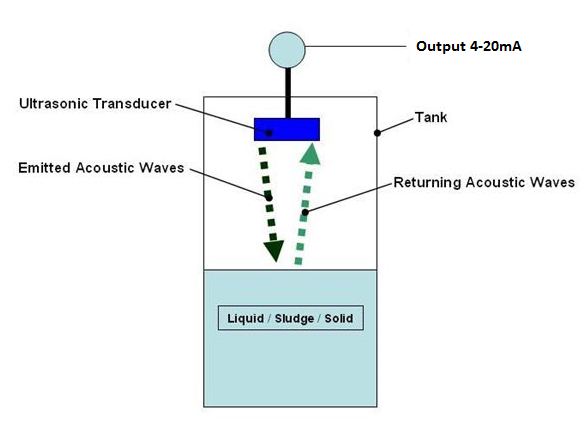 Output 4-20mA
Ultrasonic Transducer
Tank
Emitted Acoustic Waves
Returning Acoustic Waves
Liquid / Sludge / Solid